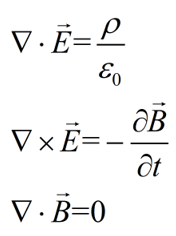 ∇ · E⃗ = ρ/ε₀
∇ × E⃗ = − ∂B⃗/∂t
∇ · B⃗ = 0